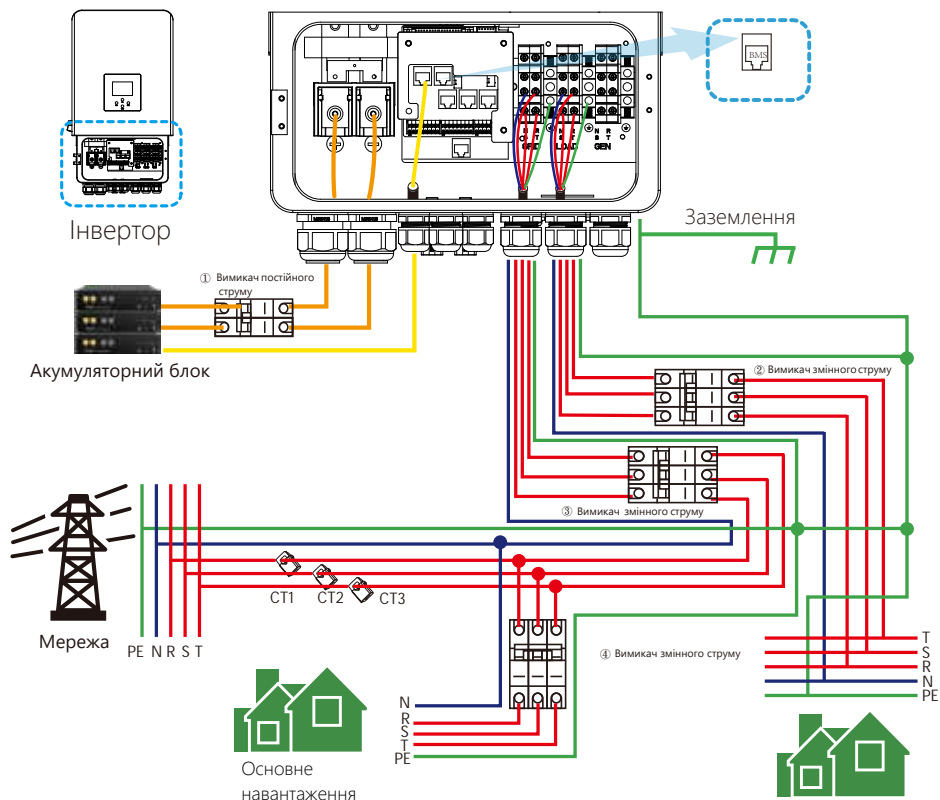 BMS
N R N R N R
S T S T S T
GRID LOAD GEN
Інвертор
Заземлення
① Вимикач постійного
струму
Акумуляторний блок
② Вимикач змінного струму
③ Вимикач змінного струму
CT1 CT2 CT3
Мережа
PE N R S T
④ Вимикач змінного струму
T
S
R
N
PE
N
R
S
T
PE
Основне
навантаження